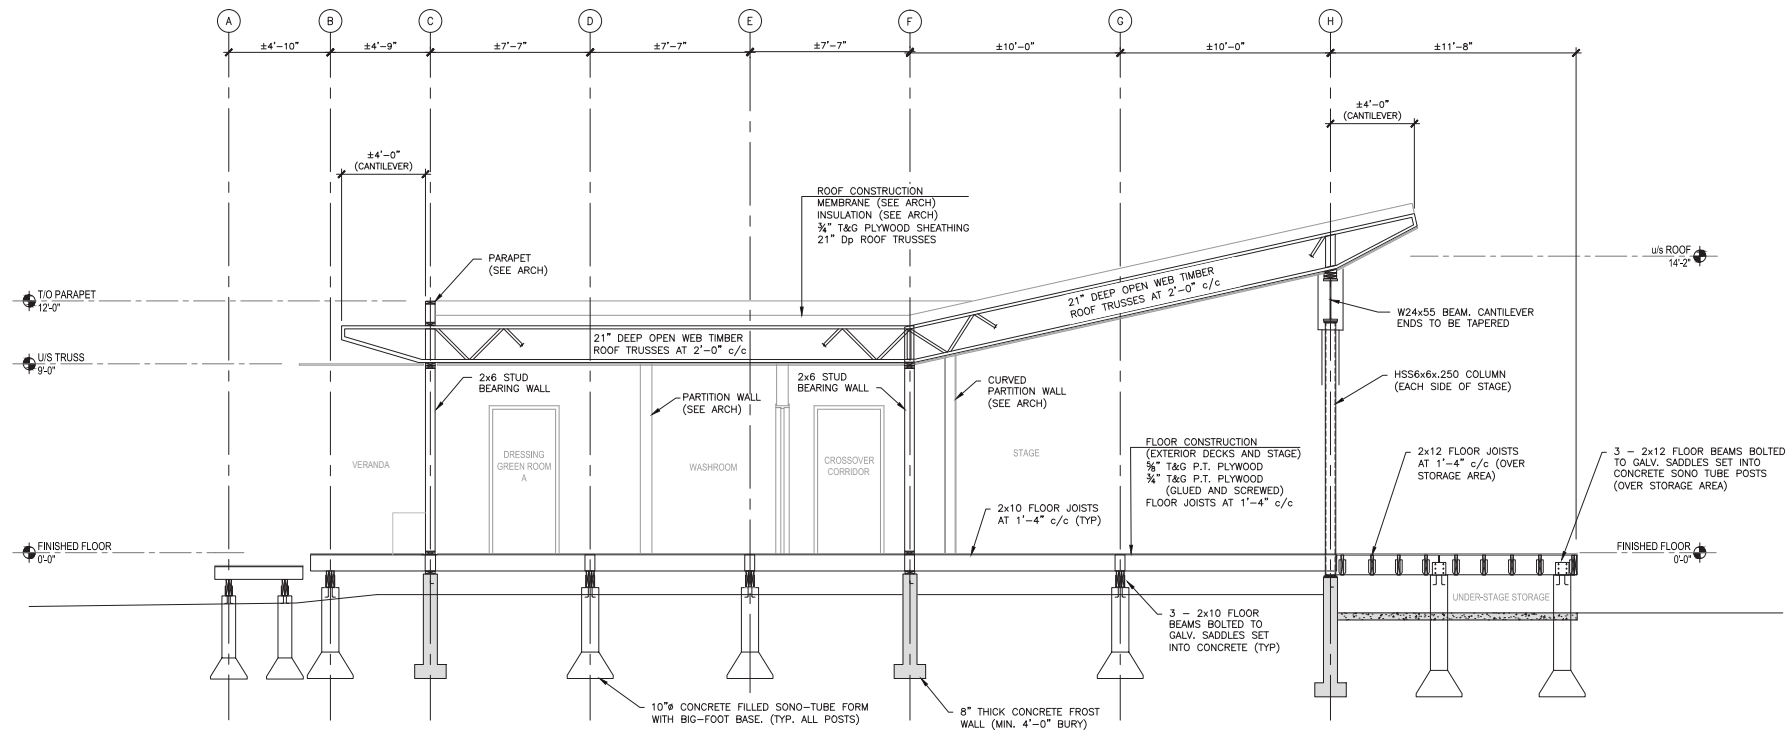 A
B
C
D
E
F
G
H
±4'-10"
±4'-9"
±7'-7"
±7'-7"
±7'-7"
±10'-0"
±10'-0"
±11'-8"
±4'-0"
(CANTILEVER)
±4'-0"
(CANTILEVER)
ROOF CONSTRUCTION
MEMBRANE (SEE ARCH)
INSULATION (SEE ARCH)
¾" T&G PLYWOOD SHEATHING
21" Dp ROOF TRUSSES
PARAPET
(SEE ARCH)
u/s ROOF
14'-2"
T/O PARAPET
12'-0"
21" DEEP OPEN WEB TIMBER
ROOF TRUSSES AT 2'-0" c/c
W24x55 BEAM. CANTILEVER
ENDS TO BE TAPERED
21" DEEP OPEN WEB TIMBER
ROOF TRUSSES AT 2'-0" c/c
U/S TRUSS
9'-0"
2x6 STUD
BEARING WALL
PARTITION WALL
(SEE ARCH)
2x6 STUD
BEARING WALL
CURVED
PARTITION WALL
(SEE ARCH)
HSS6x6x.250 COLUMN
(EACH SIDE OF STAGE)
VERANDA
DRESSING
GREEN ROOM
A
WASHROOM
CROSSOVER
CORRIDOR
STAGE
FLOOR CONSTRUCTION
(EXTERIOR DECKS AND STAGE)
⅝" T&G P.T. PLYWOOD
¾" T&G P.T. PLYWOOD
(GLUED AND SCREWED)
FLOOR JOISTS AT 1'-4" c/c
2x12 FLOOR JOISTS
AT 1'-4" c/c (OVER
STORAGE AREA)
3 - 2x12 FLOOR BEAMS BOLTED
TO GALV. SADDLES SET INTO
CONCRETE SONO TUBE POSTS
(OVER STORAGE AREA)
2x10 FLOOR JOISTS
AT 1'-4" c/c (TYP)
FINISHED FLOOR
0'-0"
FINISHED FLOOR
0'-0"
UNDER-STAGE STORAGE
3 - 2x10 FLOOR
BEAMS BOLTED TO
GALV. SADDLES SET
INTO CONCRETE (TYP)
10"ø CONCRETE FILLED SONO-TUBE FORM
WITH BIG-FOOT BASE. (TYP. ALL POSTS)
8" THICK CONCRETE FROST
WALL (MIN. 4'-0" BURY)